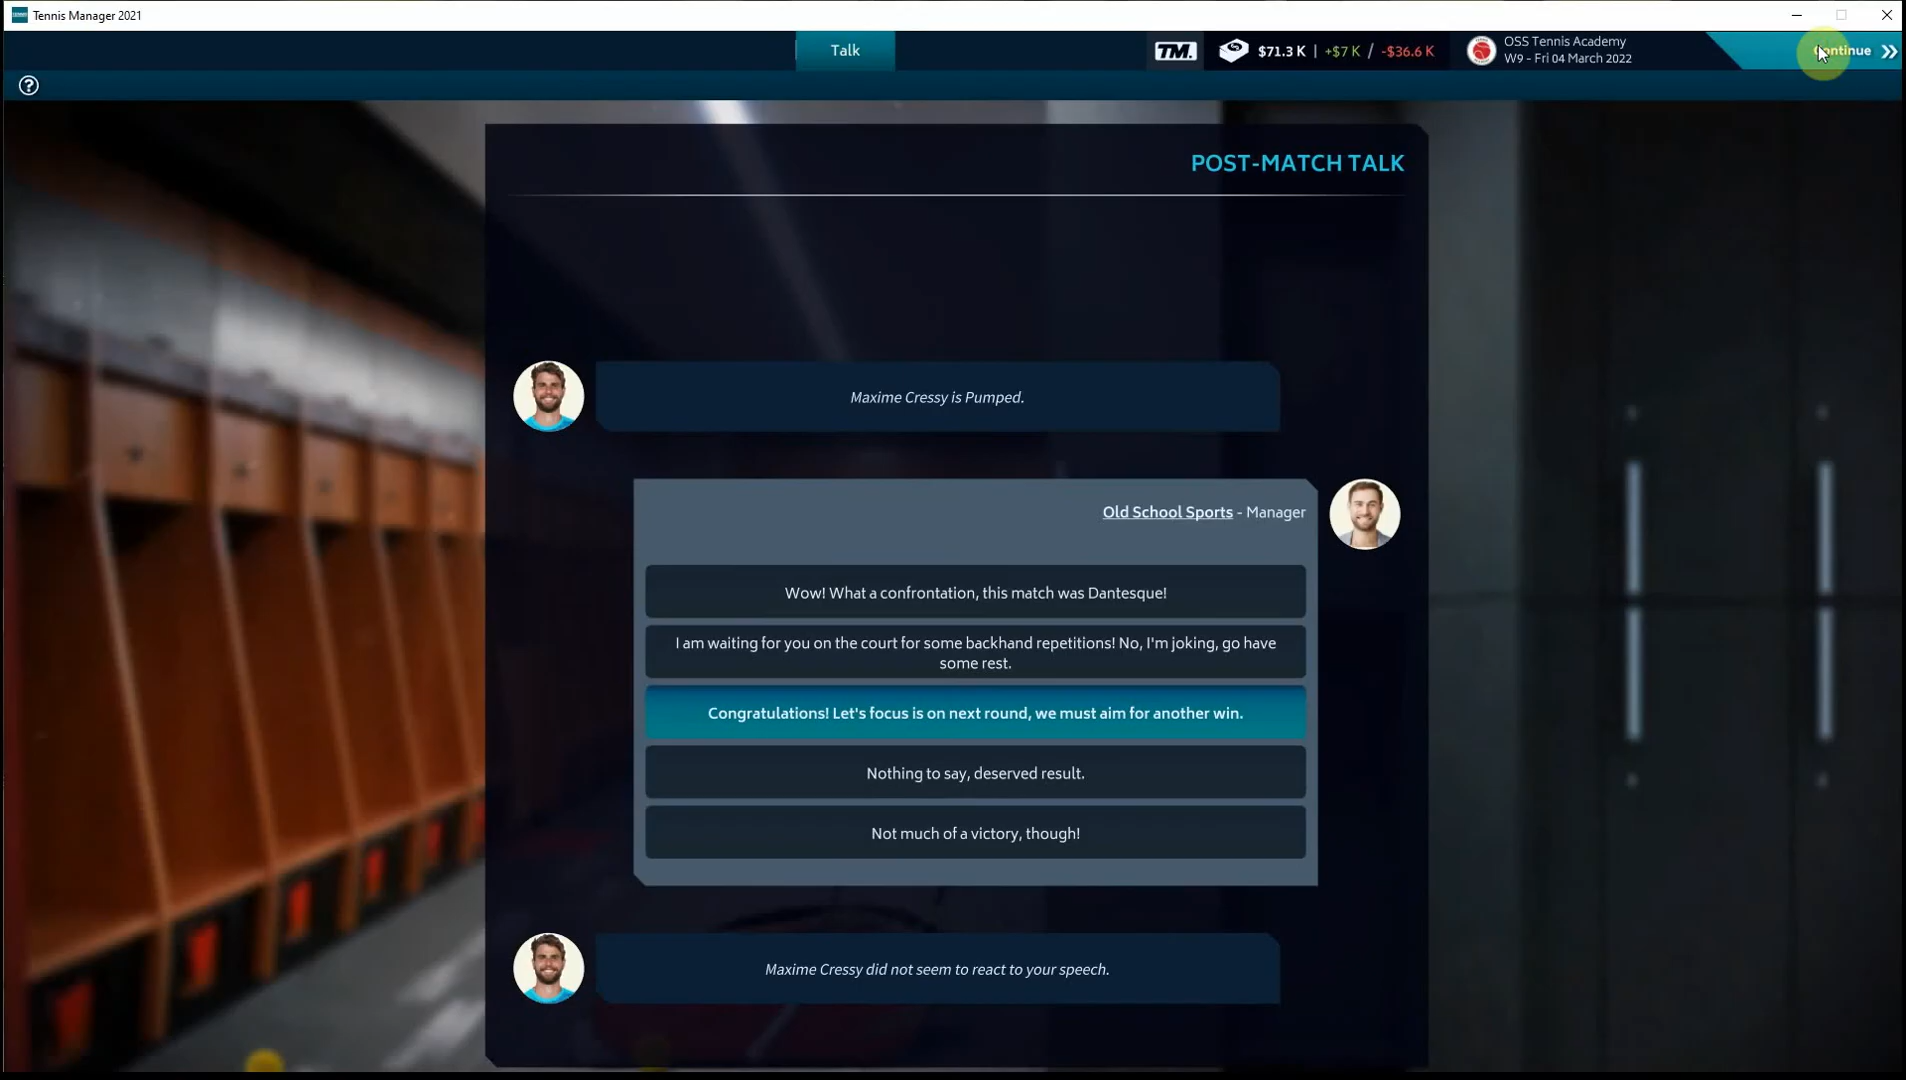 Tennis Manager 2021
Talk
TM.
$71.3 K | +$7 K / -$36.6 K
OSS Tennis Academy
W9 - Fri 04 March 2022
Continue
?
POST-MATCH TALK
Maxime Cressy is Pumped.
Old School Sports - Manager
Wow! What a confrontation, this match was Dantesque!
I am waiting for you on the court for some backhand repetitions! No, I'm joking, go have
some rest.
Congratulations! Let's focus is on next round, we must aim for another win.
Nothing to say, deserved result.
Not much of a victory, though!
Maxime Cressy did not seem to react to your speech.